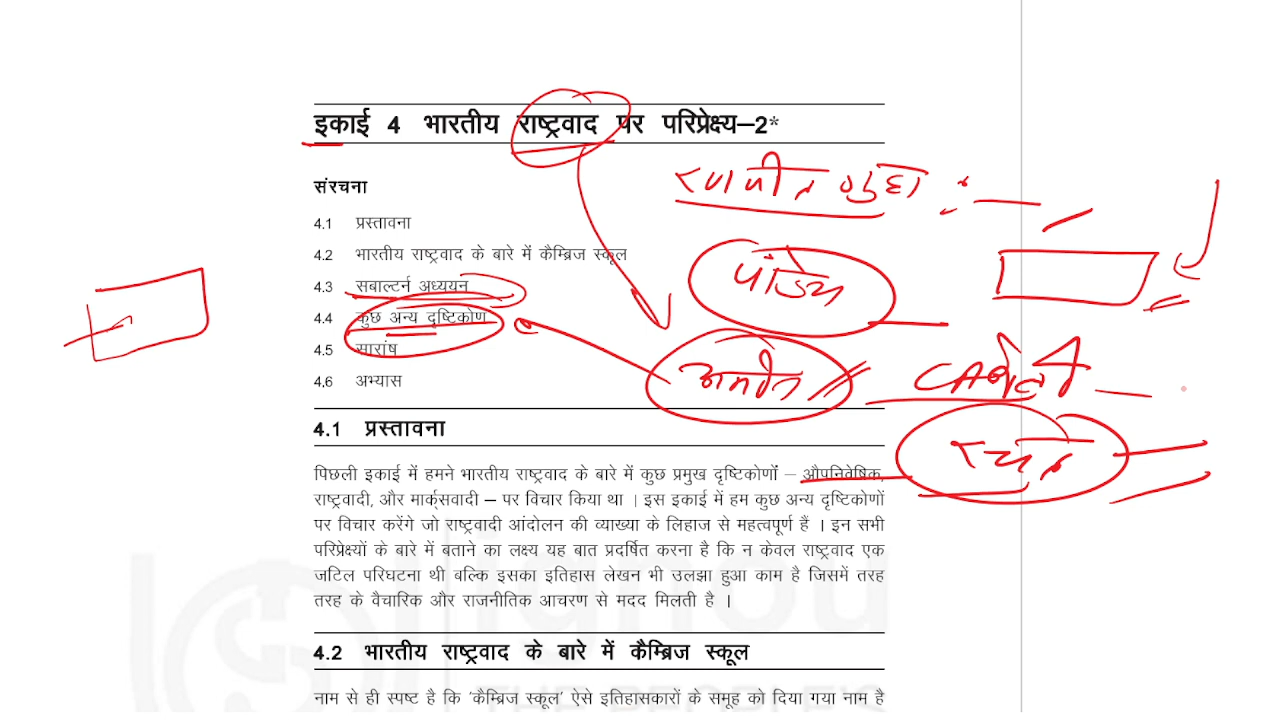 इकाई 4 भारतीय राष्ट्रवाद पर परिप्रेक्ष्य–2*
संरचना
रणजीत गुहा :-
4.1 प्रस्तावना
4.2 भारतीय राष्ट्रवाद के बारे में कैम्ब्रिज स्कूल
4.3 सबाल्टर्न अध्ययन
पांडेय
4.4 कुछ अन्य दृष्टिकोण
4.5 सारांष
4.6 अभ्यास
4.1 प्रस्तावना
पिछली इकाई में हमने भारतीय राष्ट्रवाद के बारे में कुछ प्रमुख दृष्टिकोणों – औपनिवेषिक,
राष्ट्रवादी, और मार्क्सवादी – पर विचार किया था । इस इकाई में हम कुछ अन्य दृष्टिकोणों
पर विचार करेंगे जो राष्ट्रवादी आंदोलन की व्याख्या के लिहाज से महत्वपूर्ण हैं । इन सभी
परिप्रेक्ष्यों के बारे में बताने का लक्ष्य यह बात प्रदर्षित करना है कि न केवल राष्ट्रवाद एक
जटिल परिघटना थी बल्कि इसका इतिहास लेखन भी उलझा हुआ काम है जिसमें तरह
तरह के वैचारिक और राजनीतिक आचरण से मदद मिलती है ।
4.2 भारतीय राष्ट्रवाद के बारे में कैम्ब्रिज स्कूल
नाम से ही स्पष्ट है कि 'कैम्ब्रिज स्कूल' ऐसे इतिहासकारों के समूह को दिया गया नाम है
ignou
THE PEOPLE'S